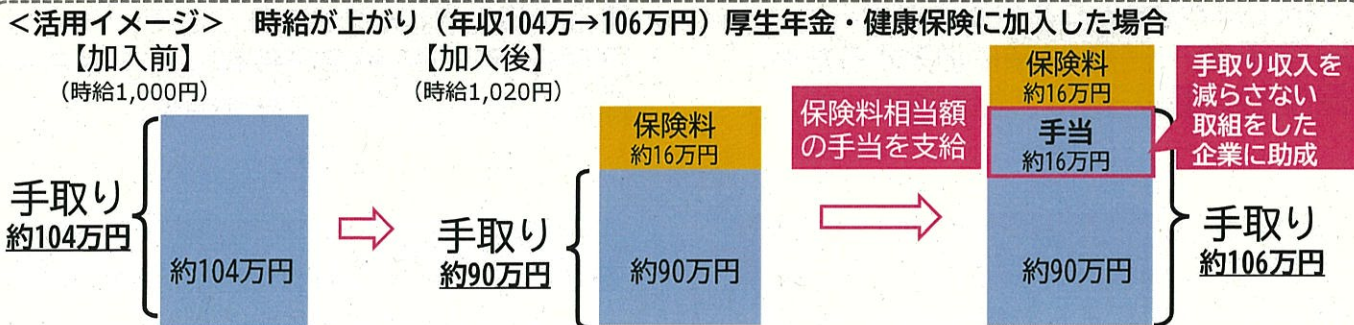 <活用イメージ> 時給が上がり(年収104万→106万円)厚生年金・健康保険に加入した場合
【加入前】
(時給1,000円)
手取り
約104万円
約104万円
【加入後】
(時給1,020円)
保険料
約16万円
手取り
約90万円
約90万円
保険料相当額
の手当を支給
保険料
約16万円
手当
約16万円
約90万円
手取り収入を
減らさない
取組をした
企業に助成
手取り
約106万円